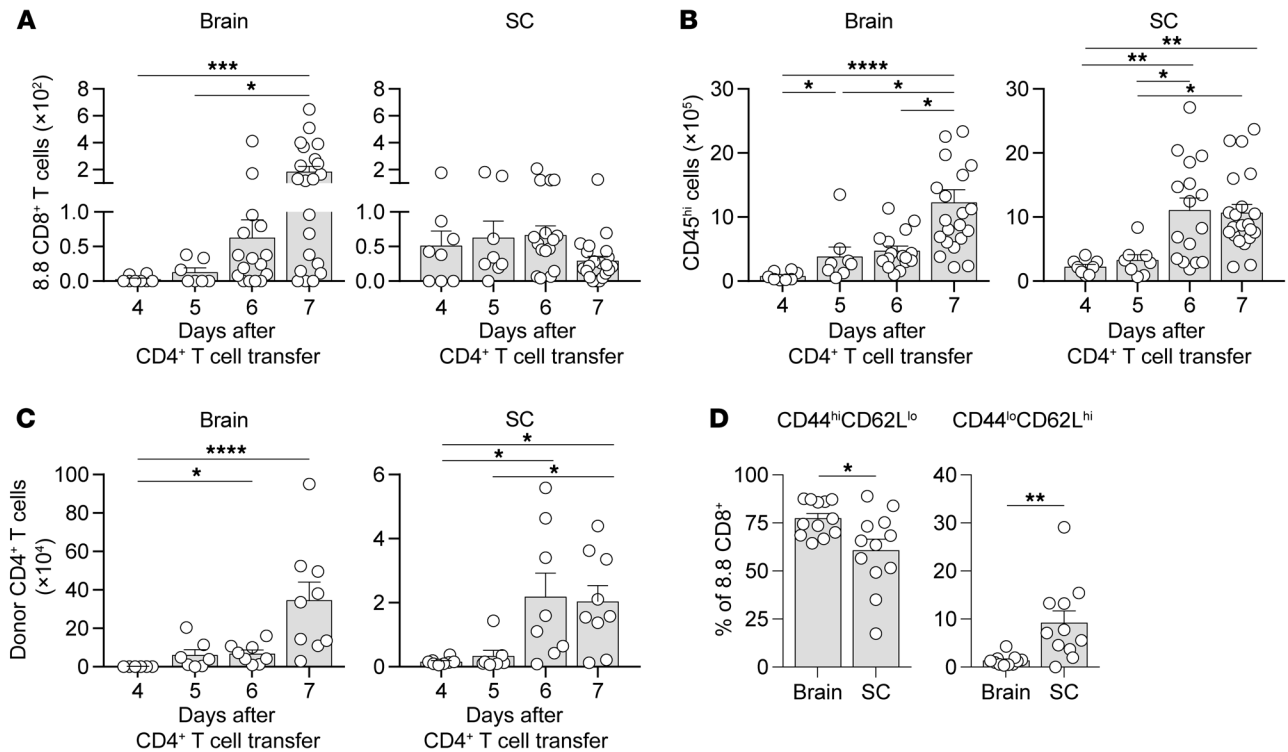 A
Brain
SC
8.8 CD8⁺ T cells (×10²)
***
*
8
6
4
2
1.0
0.5
0.0
4 5 6 7
Days after
CD4⁺ T cell transfer
8
6
4
2
1.0
0.5
0.0
4 5 6 7
Days after
CD4⁺ T cell transfer
B
Brain
SC
CD45ʰⁱ cells (×10⁵)
****
* *
*
30
20
10
0
4 5 6 7
Days after
CD4⁺ T cell transfer
**
**
*
*
30
20
10
0
4 5 6 7
Days after
CD4⁺ T cell transfer
C
Brain
SC
Donor CD4⁺ T cells
(×10⁴)
****
*
100
80
60
40
20
0
4 5 6 7
Days after
CD4⁺ T cell transfer
*
*
*
6
4
2
0
4 5 6 7
Days after
CD4⁺ T cell transfer
D
CD44ʰⁱCD62Lˡᵒ
CD44ˡᵒCD62Lʰⁱ
% of 8.8 CD8⁺
*
100
75
50
25
0
Brain SC
**
40
30
20
10
0
Brain SC